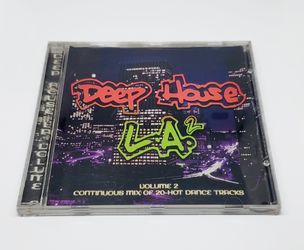 Deep House
L.A.²
VOLUME 2
CONTINUOUS MIX OF 20-HOT DANCE TRACKS